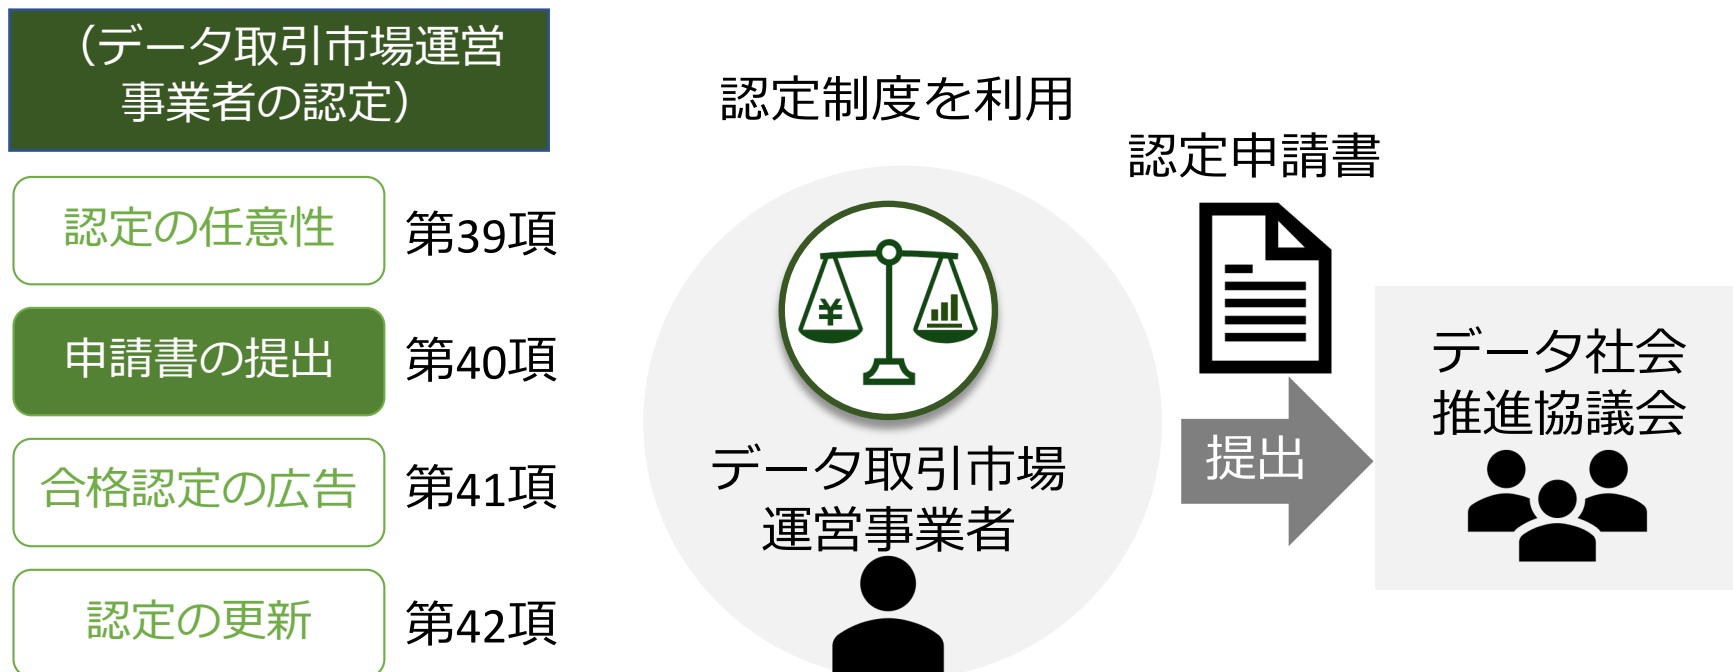 （データ取引市場運営
事業者の認定）
認定の任意性
第39項
申請書の提出
第40項
合格認定の広告
第41項
認定の更新
第42項
認定制度を利用
¥
データ取引市場
運営事業者
認定申請書
提出
データ社会
推進協議会